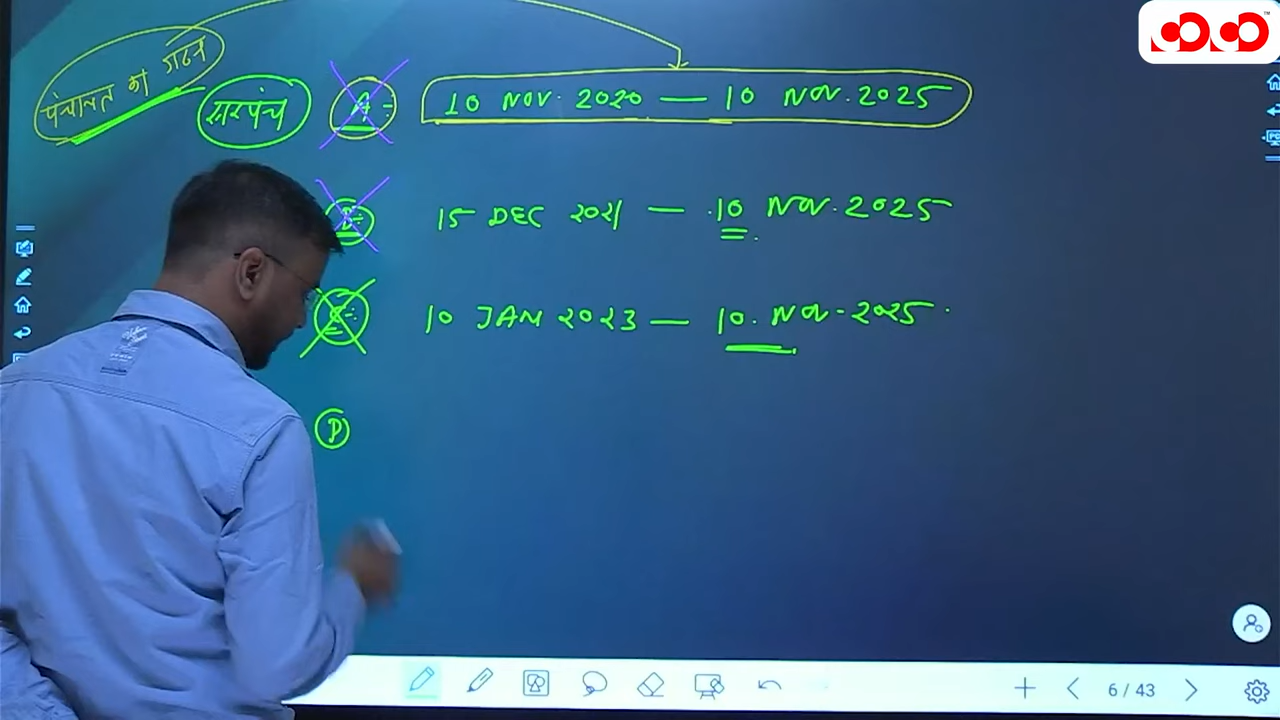 पंचायत का गठन
सरपंच A :- 10 NOV. 2020 — 10 NOV. 2025
B :- 15 DEC 2021 — 10 NOV. 2025
C :- 10 JAN 2023 — 10. NOV - 2025
D
6 / 43